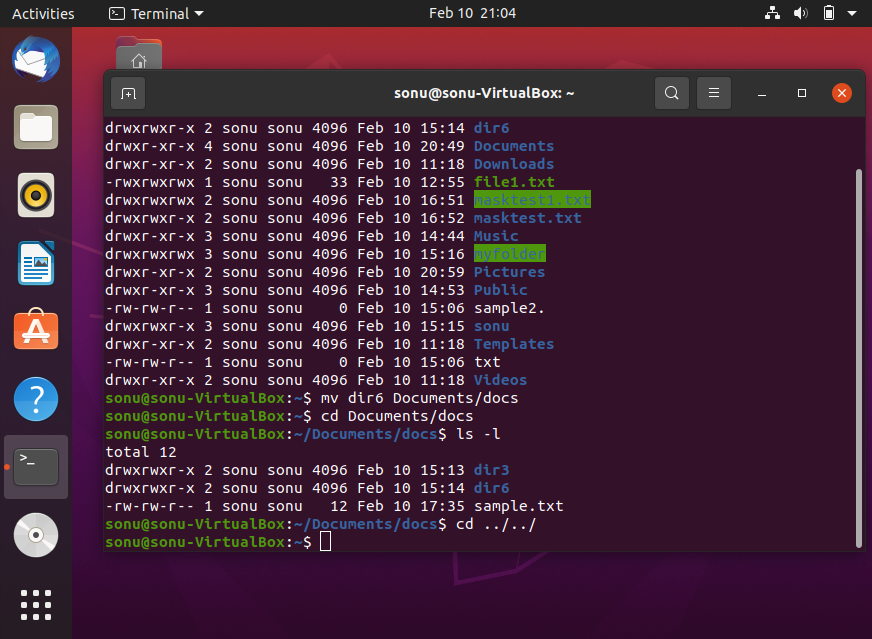 Activities Terminal Feb 10 21:04
sonu@sonu-VirtualBox: ~
drwxrwxr-x 2 sonu sonu 4096 Feb 10 15:14 dir6
drwxr-xr-x 4 sonu sonu 4096 Feb 10 20:49 Documents
drwxr-xr-x 2 sonu sonu 4096 Feb 10 11:18 Downloads
-rwxrwxrwx 1 sonu sonu   33 Feb 10 12:55 file1.txt
drwxrwxrwx 2 sonu sonu 4096 Feb 10 16:51 masktest1.txt
drwxrwxr-x 2 sonu sonu 4096 Feb 10 16:52 masktest.txt
drwxr-xr-x 3 sonu sonu 4096 Feb 10 14:44 Music
drwxrwxrwx 3 sonu sonu 4096 Feb 10 15:16 myfolder
drwxr-xr-x 2 sonu sonu 4096 Feb 10 20:59 Pictures
drwxr-xr-x 3 sonu sonu 4096 Feb 10 14:53 Public
-rw-rw-r-- 1 sonu sonu    0 Feb 10 15:06 sample2.
drwxrwxr-x 3 sonu sonu 4096 Feb 10 15:15 sonu
drwxr-xr-x 2 sonu sonu 4096 Feb 10 11:18 Templates
-rw-rw-r-- 1 sonu sonu    0 Feb 10 15:06 txt
drwxr-xr-x 2 sonu sonu 4096 Feb 10 11:18 Videos
sonu@sonu-VirtualBox:~$ mv dir6 Documents/docs
sonu@sonu-VirtualBox:~$ cd Documents/docs
sonu@sonu-VirtualBox:~/Documents/docs$ ls -l
total 12
drwxrwxr-x 2 sonu sonu 4096 Feb 10 15:13 dir3
drwxrwxr-x 2 sonu sonu 4096 Feb 10 15:14 dir6
-rw-rw-r-- 1 sonu sonu   12 Feb 10 17:35 sample.txt
sonu@sonu-VirtualBox:~/Documents/docs$ cd ../../
sonu@sonu-VirtualBox:~$